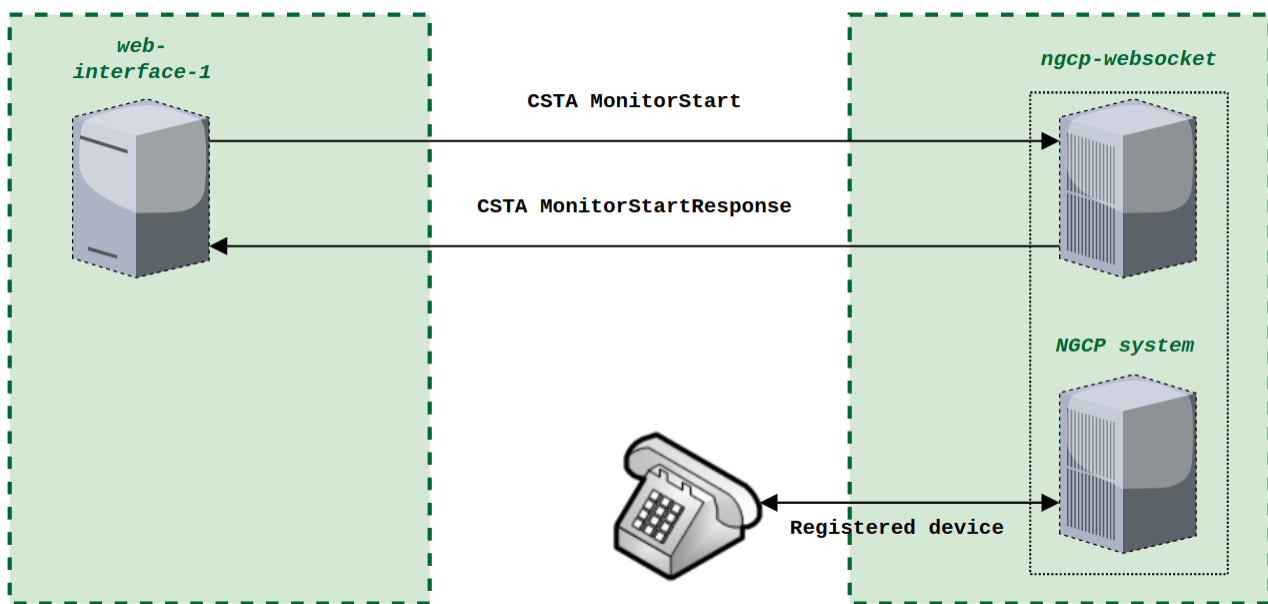 web-
interface-1
ngcp-websocket
CSTA MonitorStart
CSTA MonitorStartResponse
NGCP system
Registered device